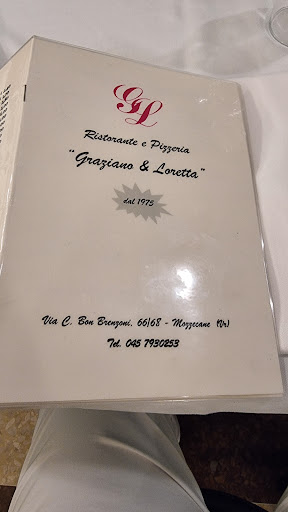 GL
Ristorante e Pizzeria
"Graziano & Loretta"
dal 1975
Via C. Bon Brenzoni, 66/68 - Mozzecane (Vr)
Tel. 045 7930253